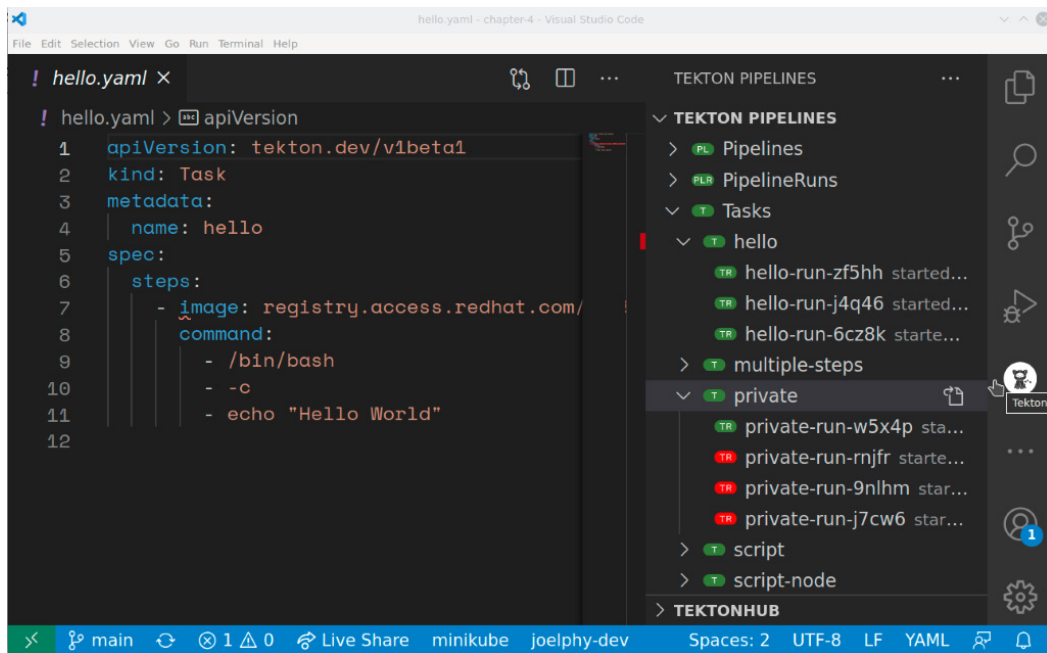 hello.yaml - chapter-4 - Visual Studio Code
File Edit Selection View Go Run Terminal Help
! hello.yaml ×
! hello.yaml > abc apiVersion
1 apiVersion: tekton.dev/v1beta1
2 kind: Task
3 metadata:
4 name: hello
5 spec:
6 steps:
7 - image: registry.access.redhat.com/
8 command:
9 - /bin/bash
10 - -c
11 - echo "Hello World"
12
TEKTON PIPELINES ...
TEKTON PIPELINES
PL Pipelines
PLR PipelineRuns
T Tasks
T hello
TR hello-run-zf5hh started...
TR hello-run-j4q46 started...
TR hello-run-6cz8k starte...
T multiple-steps
T private
TR private-run-w5x4p sta...
TR private-run-rnjfr starte...
TR private-run-9nlhm star...
TR private-run-j7cw6 star...
T script
T script-node
TEKTONHUB
Tekton
1
main 1 0 Live Share minikube joelphy-dev Spaces: 2 UTF-8 LF YAML